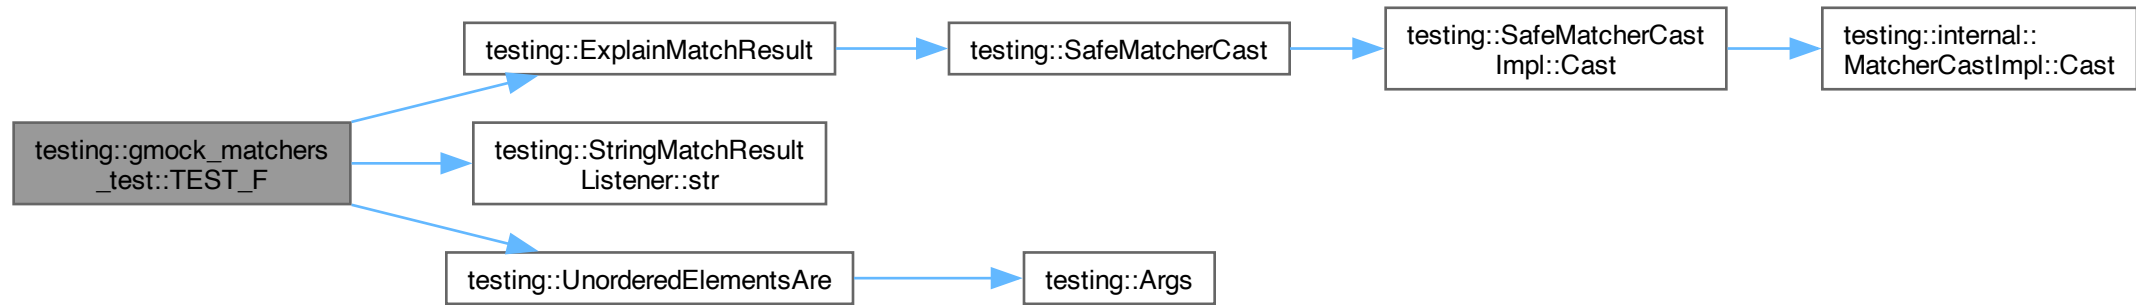 testing::ExplainMatchResult
testing::SafeMatcherCast
testing::SafeMatcherCast
Impl::Cast
testing::internal::
MatcherCastImpl::Cast
testing::gmock_matchers
_test::TEST_F
testing::StringMatchResult
Listener::str
testing::UnorderedElementsAre
testing::Args